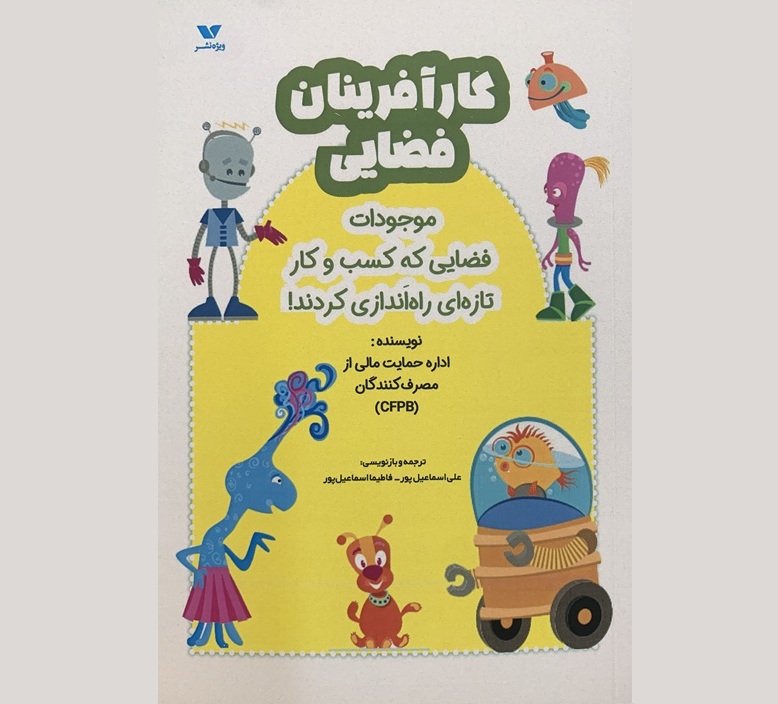 ویژه نشر
کارآفرینان
فضایی
موجودات
فضایی که کسب و کار
تازه‌ای راه‌اَندازی کردند!
نویسنده:
اداره حمایت مالی از
مصرف‌کنندگان
(CFPB)
ترجمه و بازنویسی:
علی اسماعیل پور - فاطیما اسماعیل پور